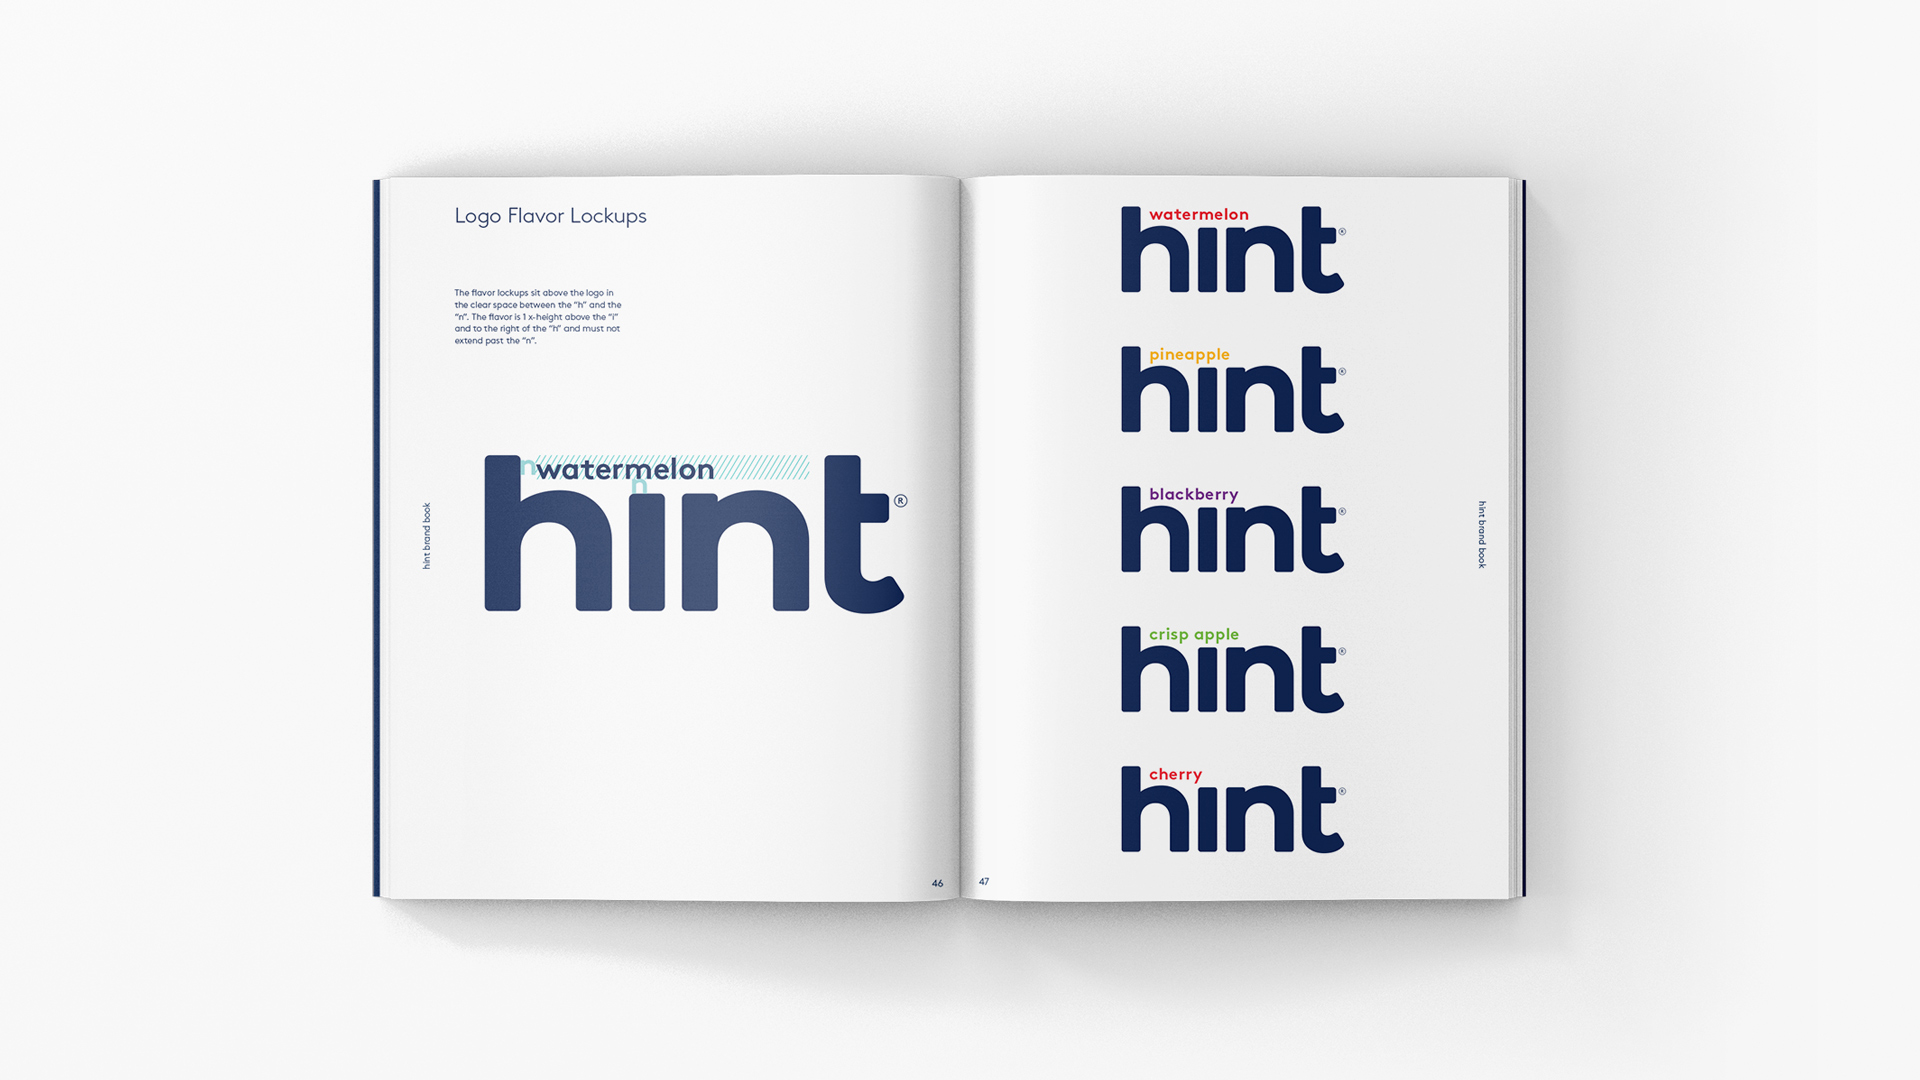 Logo Flavor Lockups
The flavor lockups sit above the logo in
the clear space between the “h” and the
“n”. The flavor is 1 x-height above the “i”
and to the right of the “h” and must not
extend past the “n”.
n watermelon
n
hint®
hint brand book
46
watermelon
hint®
pineapple
hint®
blackberry
hint®
crisp apple
hint®
cherry
hint®
hint brand book
47